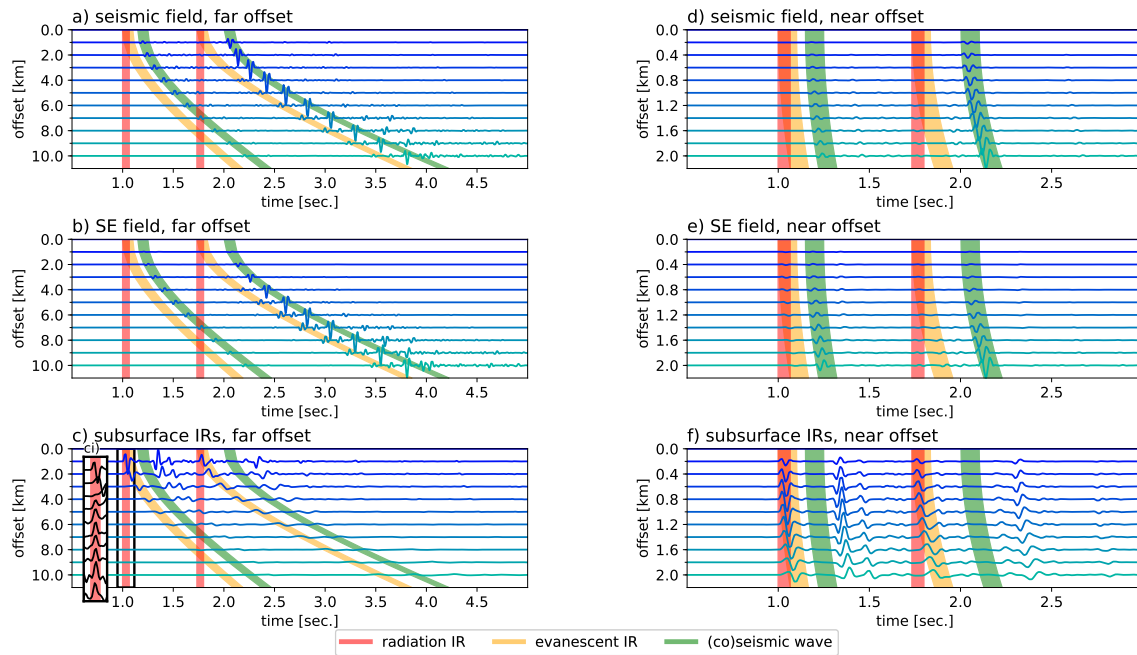 a) seismic field, far offset
0.0
2.0
4.0
6.0
8.0
10.0
offset [km]
1.0 1.5 2.0 2.5 3.0 3.5 4.0 4.5
time [sec.]
d) seismic field, near offset
0.0
0.4
0.8
1.2
1.6
2.0
offset [km]
1.0 1.5 2.0 2.5
time [sec.]
b) SE field, far offset
0.0
2.0
4.0
6.0
8.0
10.0
offset [km]
1.0 1.5 2.0 2.5 3.0 3.5 4.0 4.5
time [sec.]
e) SE field, near offset
0.0
0.4
0.8
1.2
1.6
2.0
offset [km]
1.0 1.5 2.0 2.5
time [sec.]
c) subsurface IRs, far offset
ci)
0.0
2.0
4.0
6.0
8.0
10.0
offset [km]
1.0 1.5 2.0 2.5 3.0 3.5 4.0 4.5
time [sec.]
f) subsurface IRs, near offset
0.0
0.4
0.8
1.2
1.6
2.0
offset [km]
1.0 1.5 2.0 2.5
time [sec.]
radiation IR evanescent IR (co)seismic wave